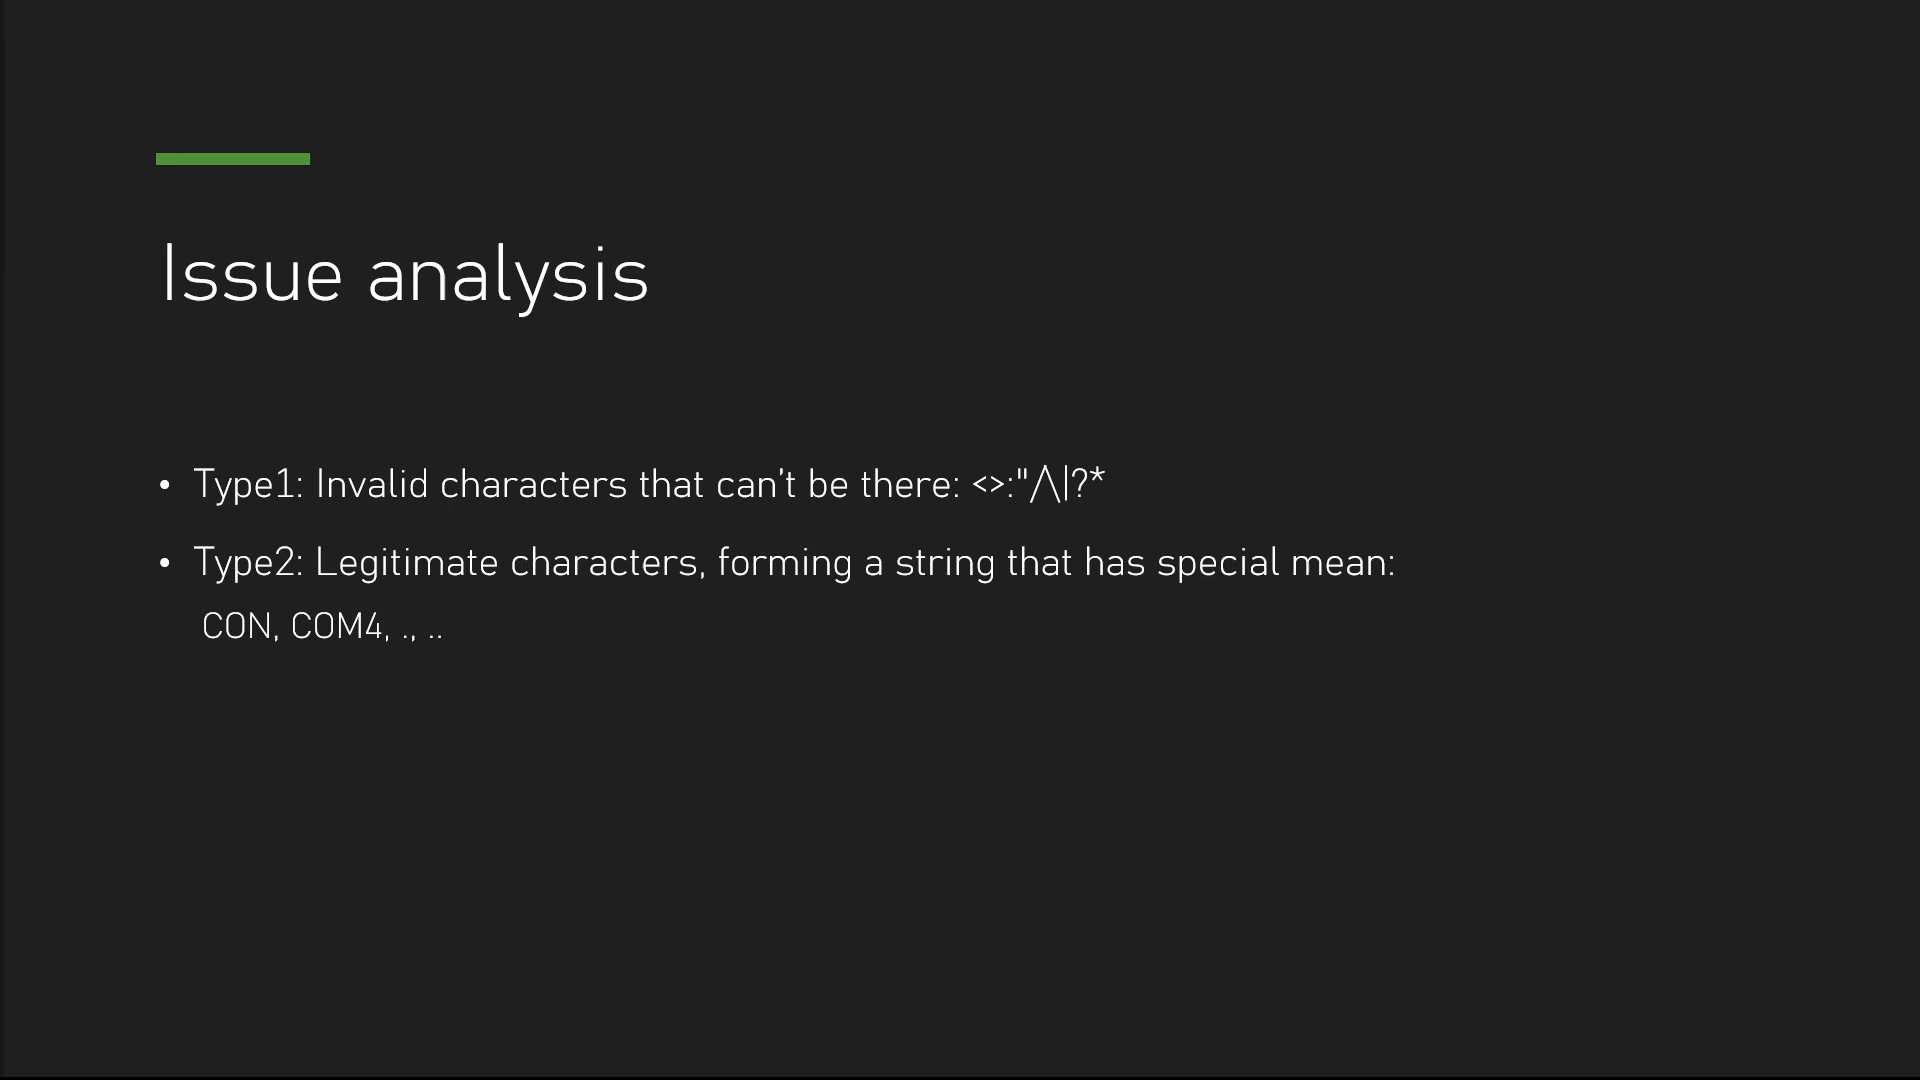 Issue analysis
• Type1: Invalid characters that can't be there: <>:"/\|?*
• Type2: Legitimate characters, forming a string that has special mean:
CON, COM4, ., ..